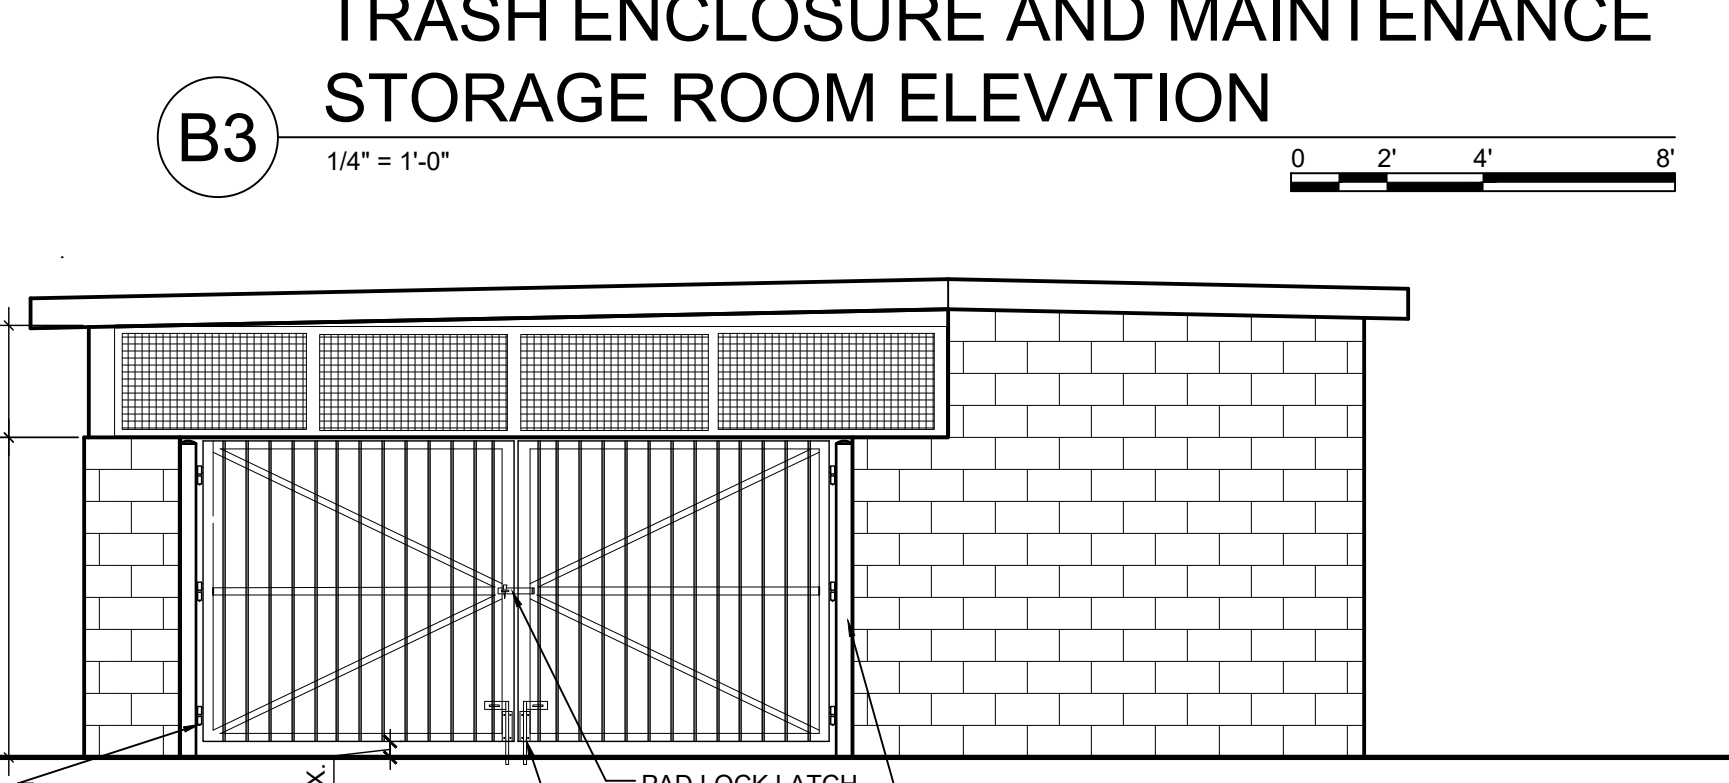 TRASH ENCLOSURE AND MAINTENANCE
STORAGE ROOM ELEVATION
B3
1/4" = 1'-0"
0 2' 4' 8'
X.
PAD LOCK LATCH